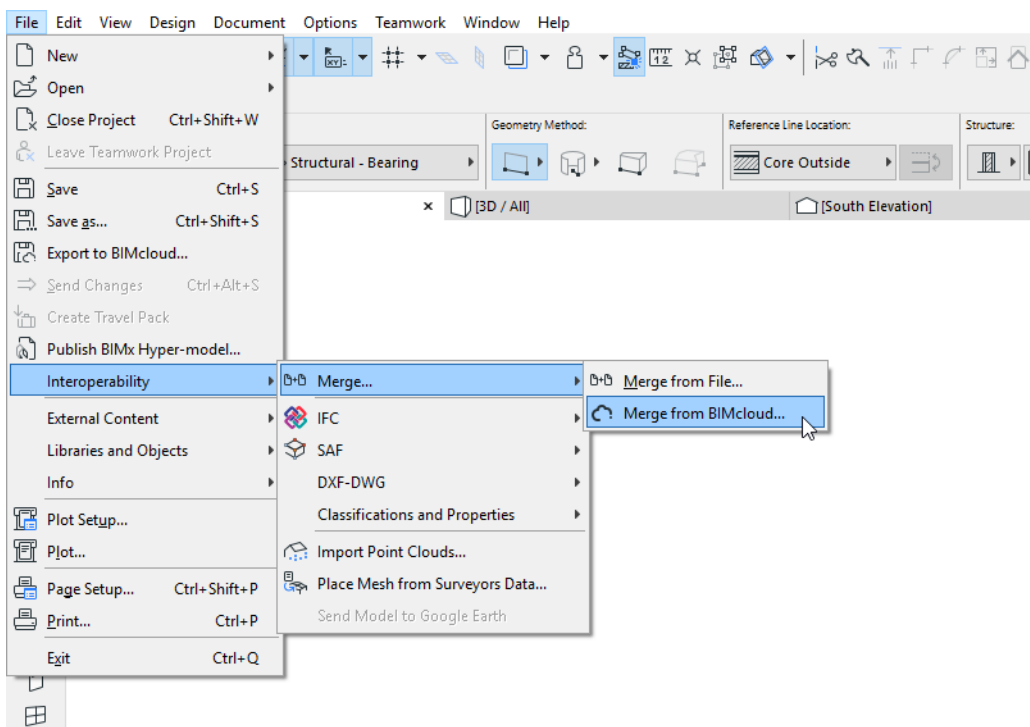 File Edit View Design Document Options Teamwork Window Help
New
Open
Close Project Ctrl+Shift+W
Leave Teamwork Project
Save Ctrl+S
Save as... Ctrl+Shift+S
Export to BIMcloud...
Send Changes Ctrl+Alt+S
Create Travel Pack
Publish BIMx Hyper-model...
Interoperability
External Content
Libraries and Objects
Info
Plot Setup...
Plot...
Page Setup... Ctrl+Shift+P
Print... Ctrl+P
Exit Ctrl+Q
Merge...
IFC
SAF
DXF-DWG
Classifications and Properties
Import Point Clouds...
Place Mesh from Surveyors Data...
Send Model to Google Earth
Merge from File...
Merge from BIMcloud...
XY:
1 2
Geometry Method:
Reference Line Location:
Structure:
Structural - Bearing
Core Outside
[3D / All]
[South Elevation]